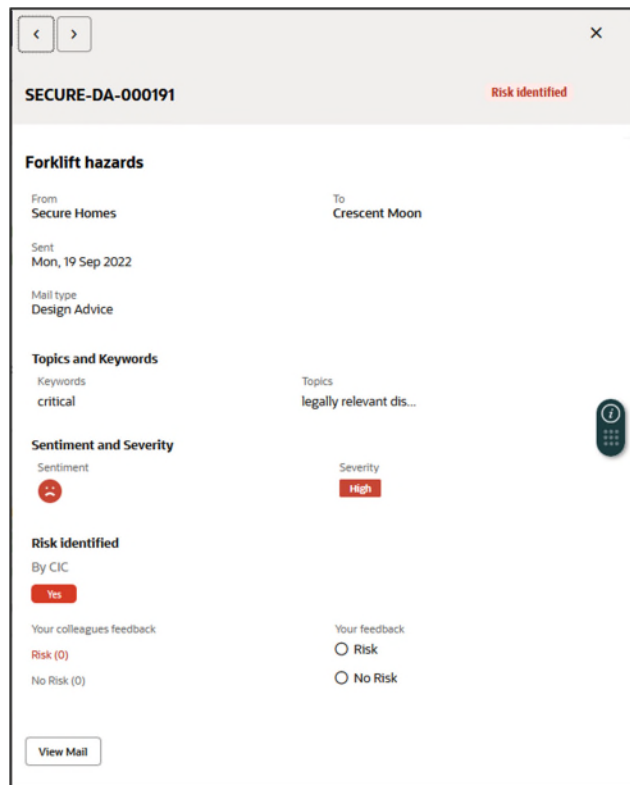 SECURE-DA-000191
Risk identified
Forklift hazards
From
Secure Homes
To
Crescent Moon
Sent
Mon, 19 Sep 2022
Mail type
Design Advice
Topics and Keywords
Keywords
critical
Topics
legally relevant dis...
Sentiment and Severity
Sentiment
Severity
High
Risk identified
By CIC
Yes
Your colleagues feedback
Risk (0)
No Risk (0)
Your feedback
Risk
No Risk
View Mail